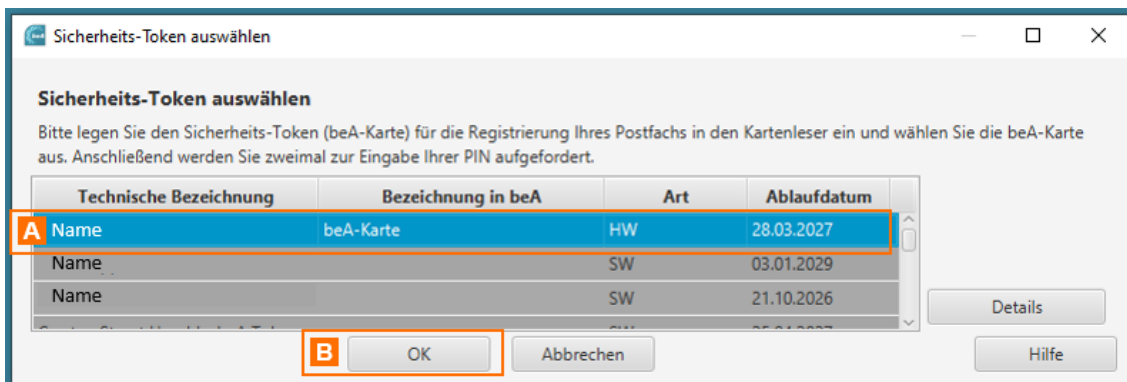 beA Sicherheits-Token auswählen
Sicherheits-Token auswählen
Bitte legen Sie den Sicherheits-Token (beA-Karte) für die Registrierung Ihres Postfachs in den Kartenleser ein und wählen Sie die beA-Karte
aus. Anschließend werden Sie zweimal zur Eingabe Ihrer PIN aufgefordert.
Technische Bezeichnung Bezeichnung in beA Art Ablaufdatum
A Name beA-Karte HW 28.03.2027
Name SW 03.01.2029
Name SW 21.10.2026
Details
B OK Abbrechen Hilfe